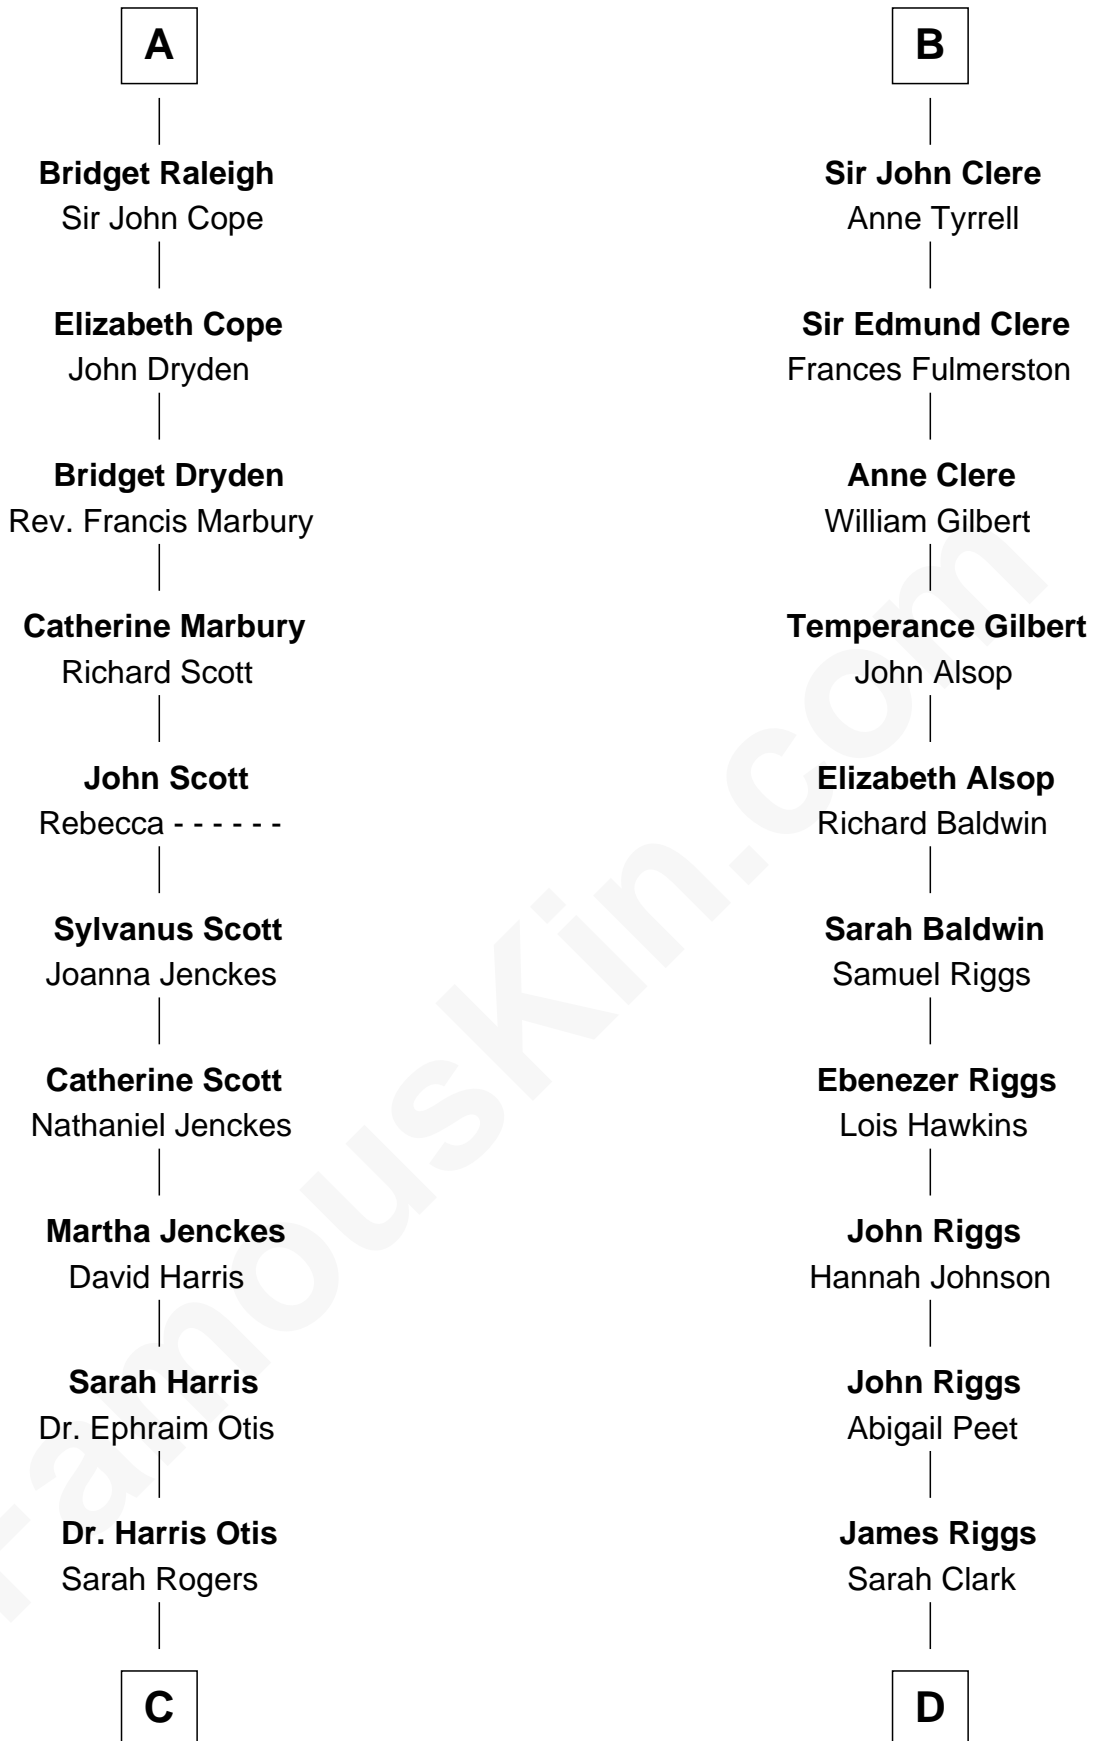 A
Bridget Raleigh
Sir John Cope
Elizabeth Cope
John Dryden
Bridget Dryden
Rev. Francis Marbury
Catherine Marbury
Richard Scott
John Scott
Rebecca - - - - - -
Sylvanus Scott
Joanna Jenckes
Catherine Scott
Nathaniel Jenckes
Martha Jenckes
David Harris
Sarah Harris
Dr. Ephraim Otis
Dr. Harris Otis
Sarah Rogers
C
B
Sir John Clere
Anne Tyrrell
Sir Edmund Clere
Frances Fulmerston
Anne Clere
William Gilbert
Temperance Gilbert
John Alsop
Elizabeth Alsop
Richard Baldwin
Sarah Baldwin
Samuel Riggs
Ebenezer Riggs
Lois Hawkins
John Riggs
Hannah Johnson
John Riggs
Abigail Peet
James Riggs
Sarah Clark
D
FamousKin.com